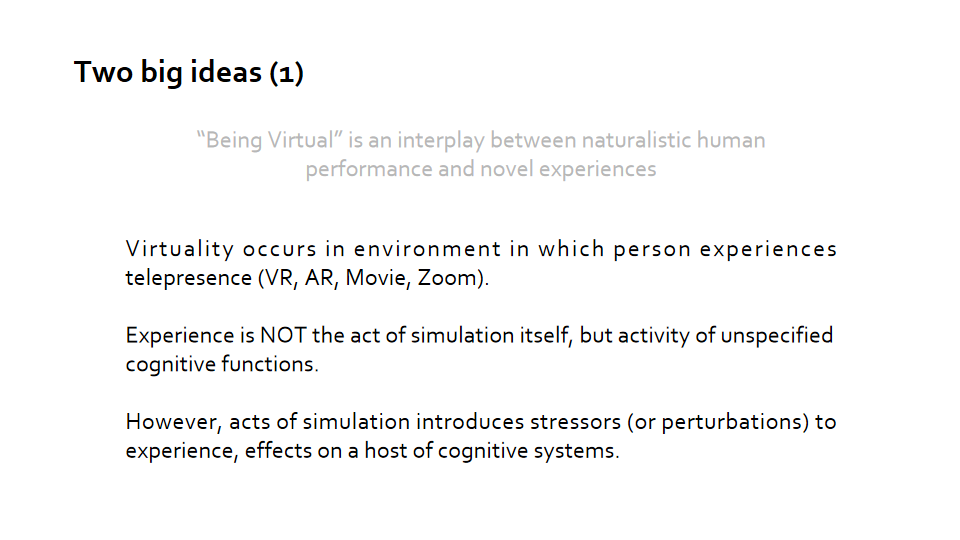 Two big ideas (1)
“Being Virtual” is an interplay between naturalistic human
performance and novel experiences
Virtuality occurs in environment in which person experiences
telepresence (VR, AR, Movie, Zoom).
Experience is NOT the act of simulation itself, but activity of unspecified
cognitive functions.
However, acts of simulation introduces stressors (or perturbations) to
experience, effects on a host of cognitive systems.